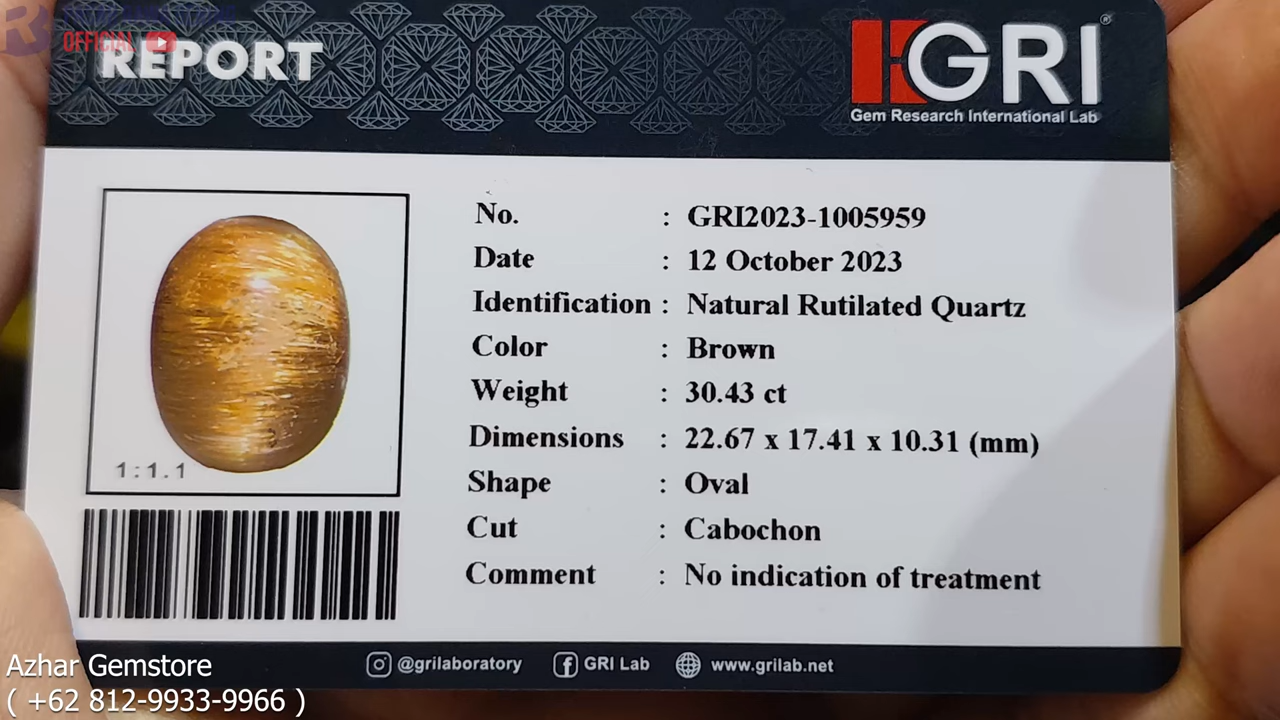 OFFICIAL
REPORT
GRI®
Gem Research International Lab
No. : GRI2023-1005959
Date : 12 October 2023
Identification : Natural Rutilated Quartz
Color : Brown
Weight : 30.43 ct
Dimensions : 22.67 x 17.41 x 10.31 (mm)
Shape : Oval
Cut : Cabochon
Comment : No indication of treatment
1:1.1
@grilaboratory GRI Lab www.grilab.net
Azhar Gemstore
( +62 812-9933-9966 )